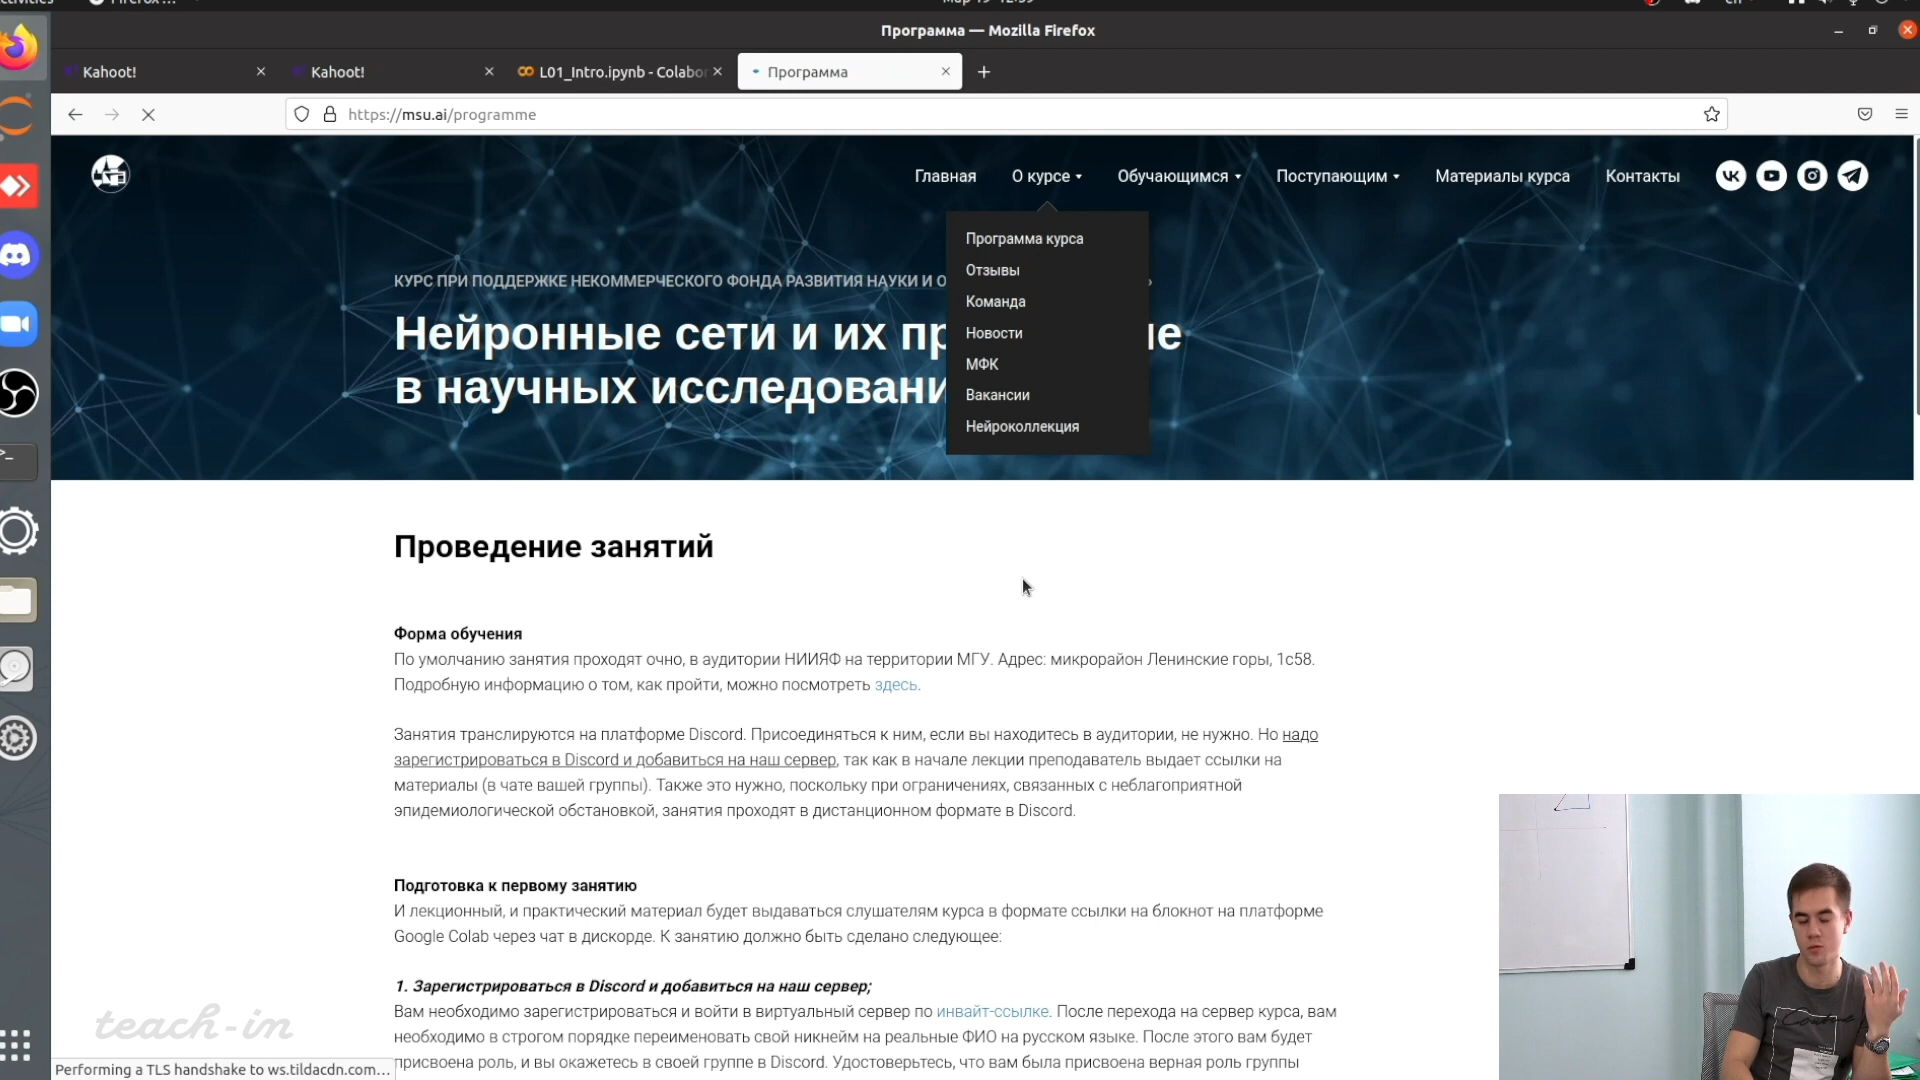 Программа — Mozilla Firefox
Kahoot!
Kahoot!
L01_Intro.ipynb - Colabor
Программа
https://msu.ai/programme
Главная
О курсе
Обучающимся
Поступающим
Материалы курса
Контакты
Программа курса
Отзывы
Команда
Новости
МФК
Вакансии
Нейроколлекция
КУРС ПРИ ПОДДЕРЖКЕ НЕКОММЕРЧЕСКОГО ФОНДА РАЗВИТИЯ НАУКИ И О
Нейронные сети и их пр е
в научных исследовани
Проведение занятий
Форма обучения
По умолчанию занятия проходят очно, в аудитории НИИЯФ на территории МГУ. Адрес: микрорайон Ленинские горы, 1с58.
Подробную информацию о том, как пройти, можно посмотреть здесь.
Занятия транслируются на платформе Discord. Присоединяться к ним, если вы находитесь в аудитории, не нужно. Но надо
зарегистрироваться в Discord и добавиться на наш сервер, так как в начале лекции преподаватель выдает ссылки на
материалы (в чате вашей группы). Также это нужно, поскольку при ограничениях, связанных с неблагоприятной
эпидемиологической обстановкой, занятия проходят в дистанционном формате в Discord.
Подготовка к первому занятию
И лекционный, и практический материал будет выдаваться слушателям курса в формате ссылки на блокнот на платформе
Google Colab через чат в дискорде. К занятию должно быть сделано следующее:
1. Зарегистрироваться в Discord и добавиться на наш сервер;
Вам необходимо зарегистрироваться и войти в виртуальный сервер по инвайт-ссылке. После перехода на сервер курса, вам
необходимо в строгом порядке переименовать свой никнейм на реальные ФИО на русском языке. После этого вам будет
присвоена роль, и вы окажетесь в своей группе в Discord. Удостоверьтесь, что вам была присвоена верная роль группы
teach-in
Performing a TLS handshake to ws.tildacdn.com…